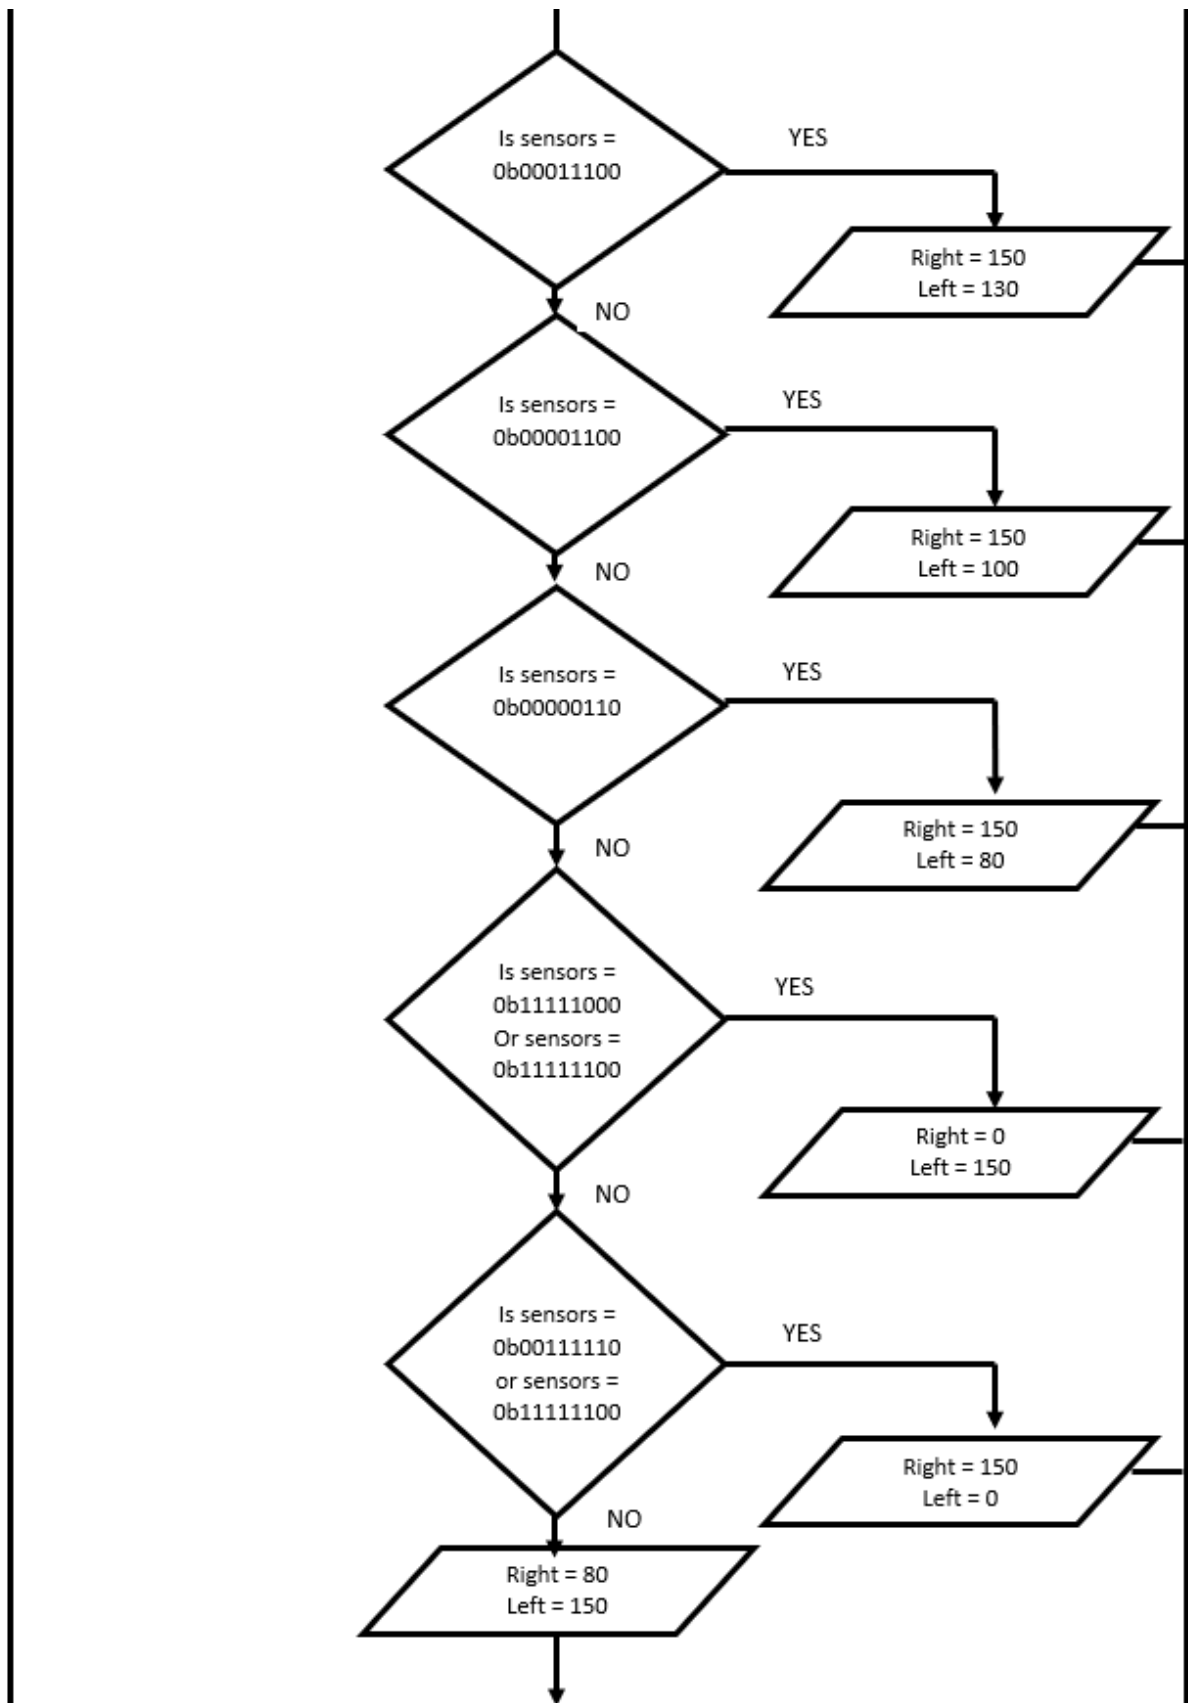 Is sensors =
0b00011100
YES
Right = 150
Left = 130
NO
Is sensors =
0b00001100
YES
Right = 150
Left = 100
NO
Is sensors =
0b00000110
YES
Right = 150
Left = 80
NO
Is sensors =
0b11111000
Or sensors =
0b11111100
YES
Right = 0
Left = 150
NO
Is sensors =
0b00111110
or sensors =
0b11111100
YES
Right = 150
Left = 0
NO
Right = 80
Left = 150